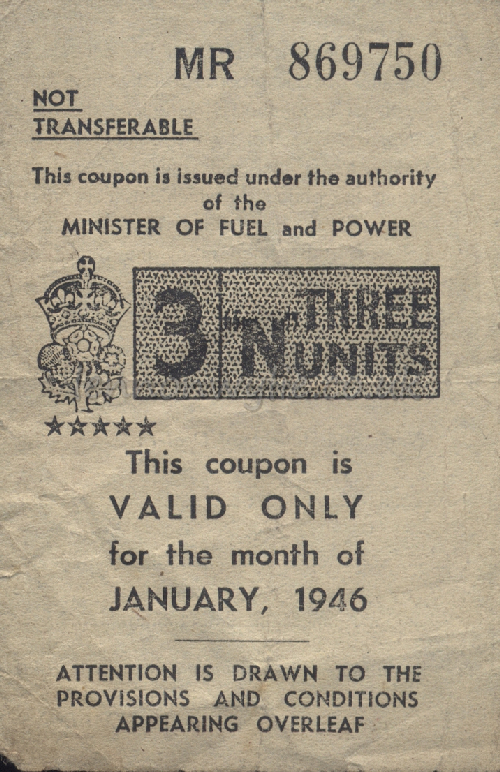 MR 869750
NOT
TRANSFERABLE
This coupon is issued under the authority
of the
MINISTER OF FUEL and POWER
3 "N" THREE
UNITS
This coupon is
VALID ONLY
for the month of
JANUARY, 1946
ATTENTION IS DRAWN TO THE
PROVISIONS AND CONDITIONS
APPEARING OVERLEAF